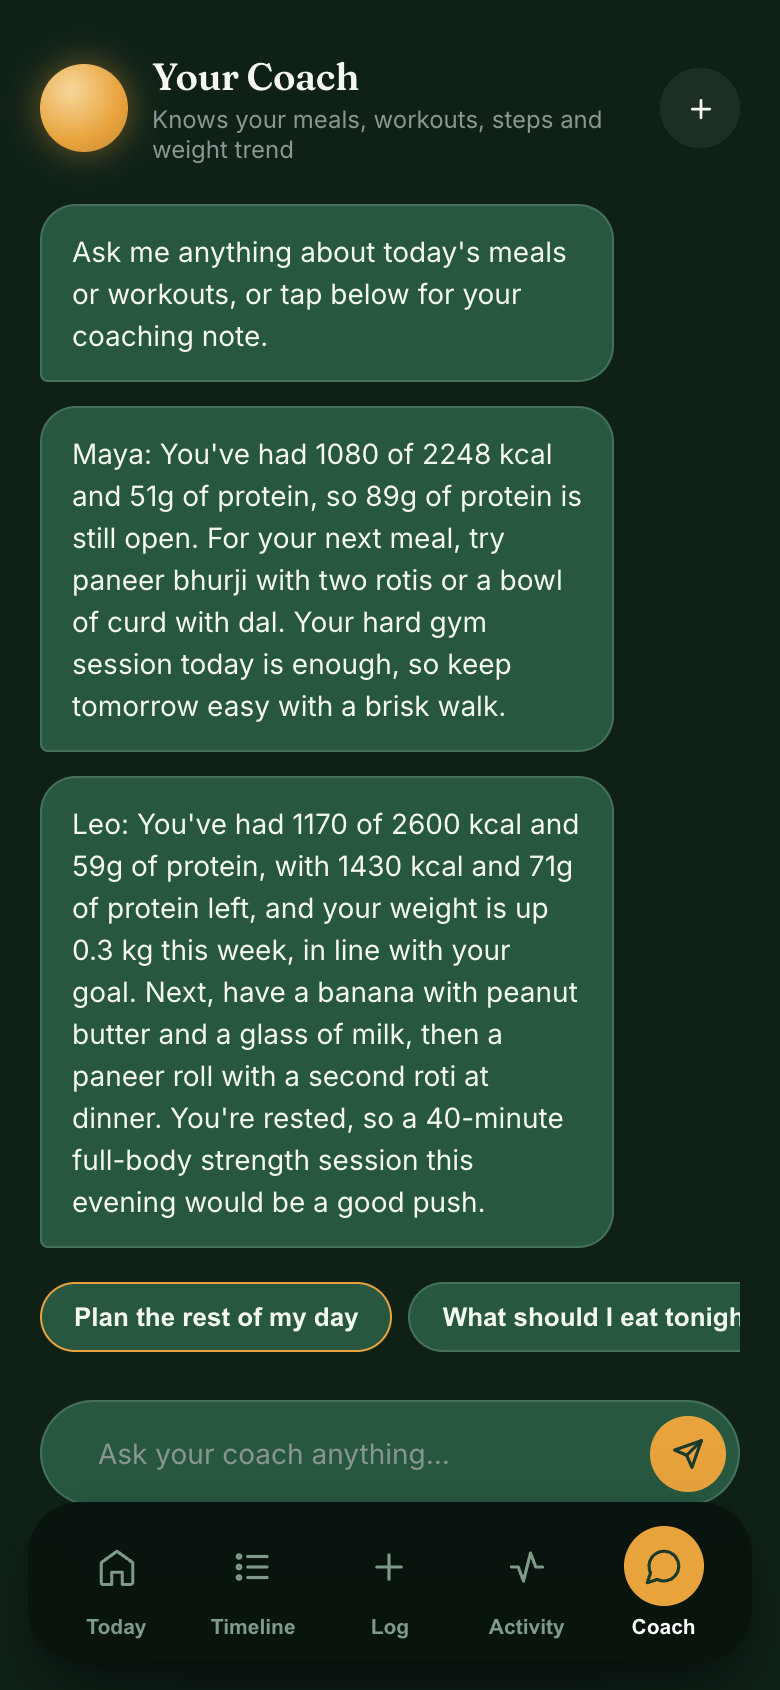 Your Coach
Knows your meals, workouts, steps and
weight trend
Ask me anything about today's meals
or workouts, or tap below for your
coaching note.
Maya: You've had 1080 of 2248 kcal
and 51g of protein, so 89g of protein is
still open. For your next meal, try
paneer bhurji with two rotis or a bowl
of curd with dal. Your hard gym
session today is enough, so keep
tomorrow easy with a brisk walk.
Leo: You've had 1170 of 2600 kcal and
59g of protein, with 1430 kcal and 71g
of protein left, and your weight is up
0.3 kg this week, in line with your
goal. Next, have a banana with peanut
butter and a glass of milk, then a
paneer roll with a second roti at
dinner. You're rested, so a 40-minute
full-body strength session this
evening would be a good push.
Plan the rest of my day
What should I eat tonigh
Ask your coach anything...
Today
Timeline
Log
Activity
Coach